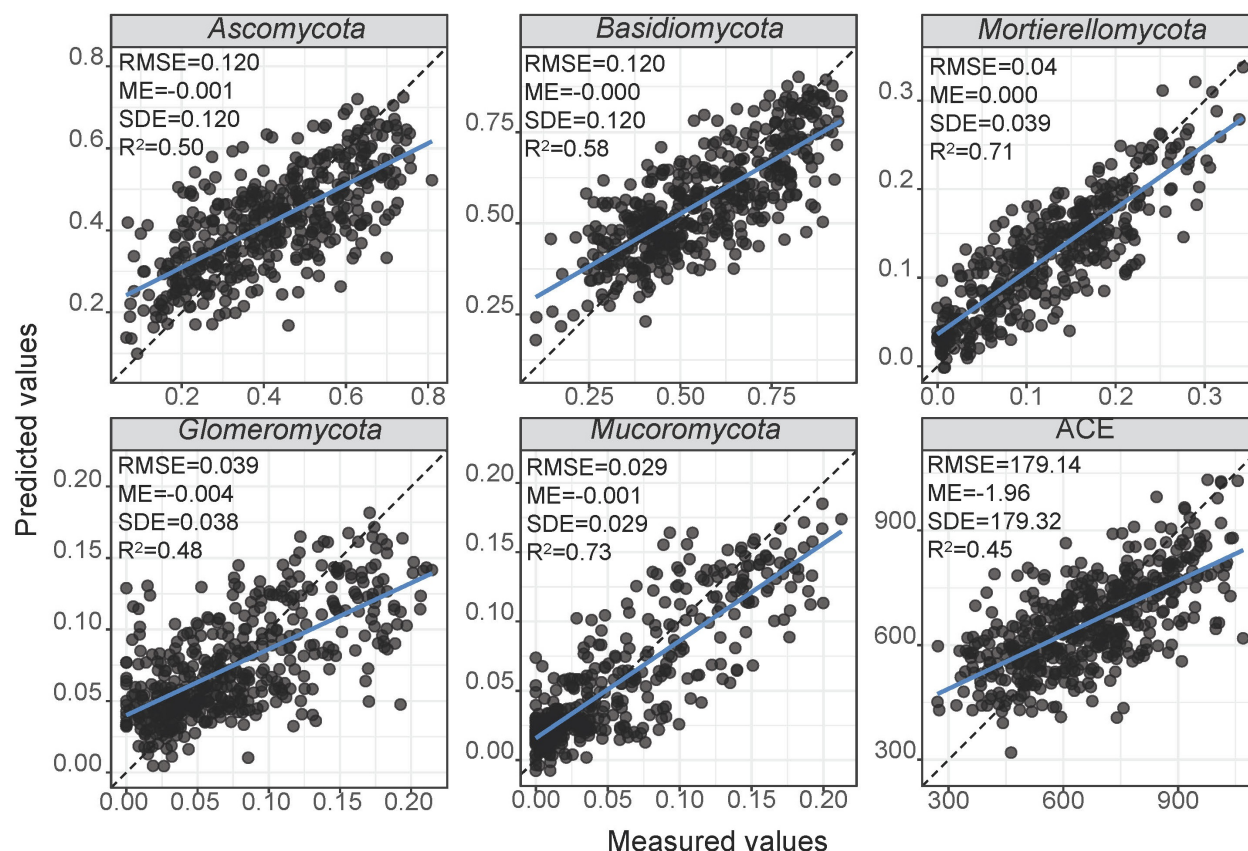 Ascomycota
RMSE=0.120
ME=-0.001
SDE=0.120
R²=0.50
0.8
0.6
0.4
0.2
0.2 0.4 0.6 0.8
Basidiomycota
RMSE=0.120
ME=-0.000
SDE=0.120
R²=0.58
0.75
0.50
0.25
0.25 0.50 0.75
Mortierellomycota
RMSE=0.04
ME=0.000
SDE=0.039
R²=0.71
0.3
0.2
0.1
0.0
0.0 0.1 0.2 0.3
Glomeromycota
RMSE=0.039
ME=-0.004
SDE=0.038
R²=0.48
0.20
0.15
0.10
0.05
0.00
0.00 0.05 0.10 0.15 0.20
Mucoromycota
RMSE=0.029
ME=-0.001
SDE=0.029
R²=0.73
0.20
0.15
0.10
0.05
0.00
0.00 0.05 0.10 0.15 0.20
ACE
RMSE=179.14
ME=-1.96
SDE=179.32
R²=0.45
900
600
300
300 600 900
Predicted values
Measured values